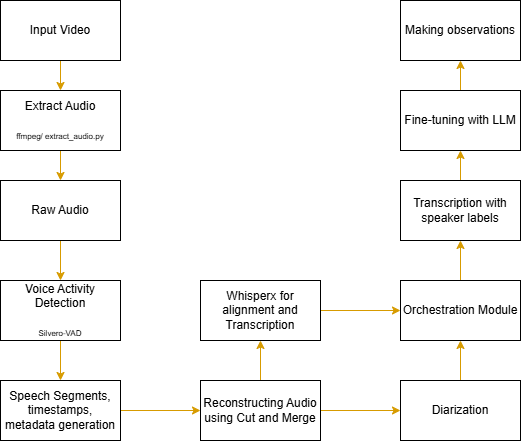 Input Video
Extract Audio
ffmpeg/ extract_audio.py
Raw Audio
Voice Activity
Detection
Silvero-VAD
Speech Segments,
timestamps,
metadata generation
Reconstructing Audio
using Cut and Merge
Whisperx for
alignment and
Transcription
Diarization
Orchestration Module
Transcription with
speaker labels
Fine-tuning with LLM
Making observations